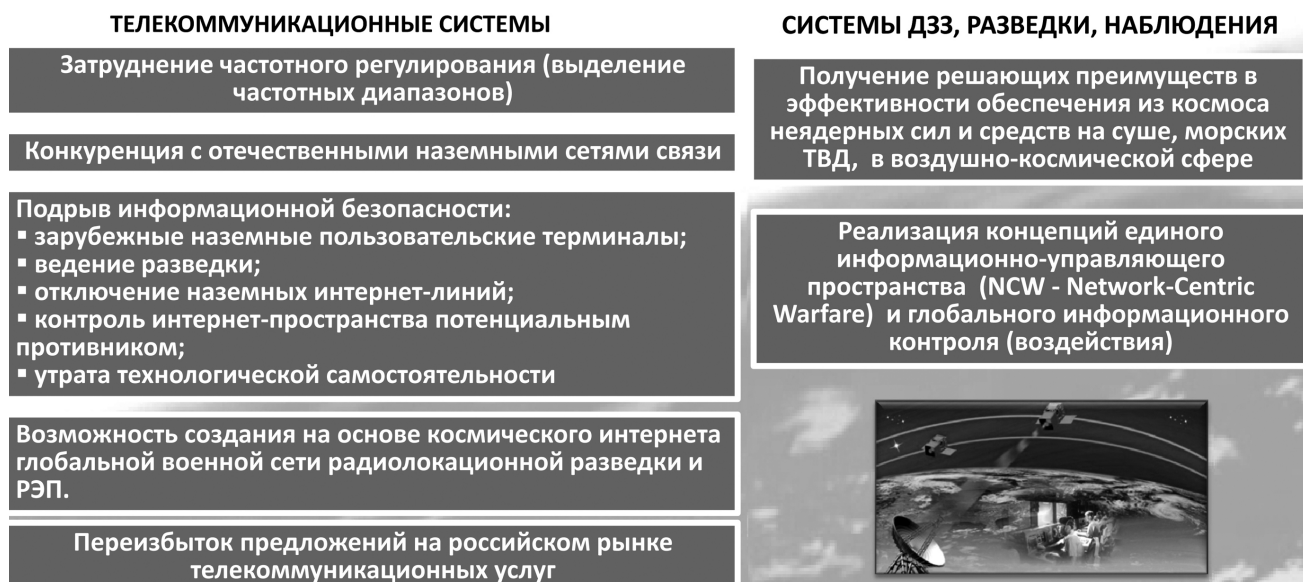 ТЕЛЕКОММУНИКАЦИОННЫЕ СИСТЕМЫ
Затруднение частотного регулирования (выделение
частотных диапазонов)
Конкуренция с отечественными наземными сетями связи
Подрыв информационной безопасности:
▪ зарубежные наземные пользовательские терминалы;
▪ ведение разведки;
▪ отключение наземных интернет-линий;
▪ контроль интернет-пространства потенциальным
противником;
▪ утрата технологической самостоятельности
Возможность создания на основе космического интернета
глобальной военной сети радиолокационной разведки и
РЭП.
Переизбыток предложений на российском рынке
телекоммуникационных услуг
СИСТЕМЫ ДЗЗ, РАЗВЕДКИ, НАБЛЮДЕНИЯ
Получение решающих преимуществ в
эффективности обеспечения из космоса
неядерных сил и средств на суше, морских
ТВД, в воздушно-космической сфере
Реализация концепций единого
информационно-управляющего
пространства (NCW - Network-Centric
Warfare) и глобального информационного
контроля (воздействия)